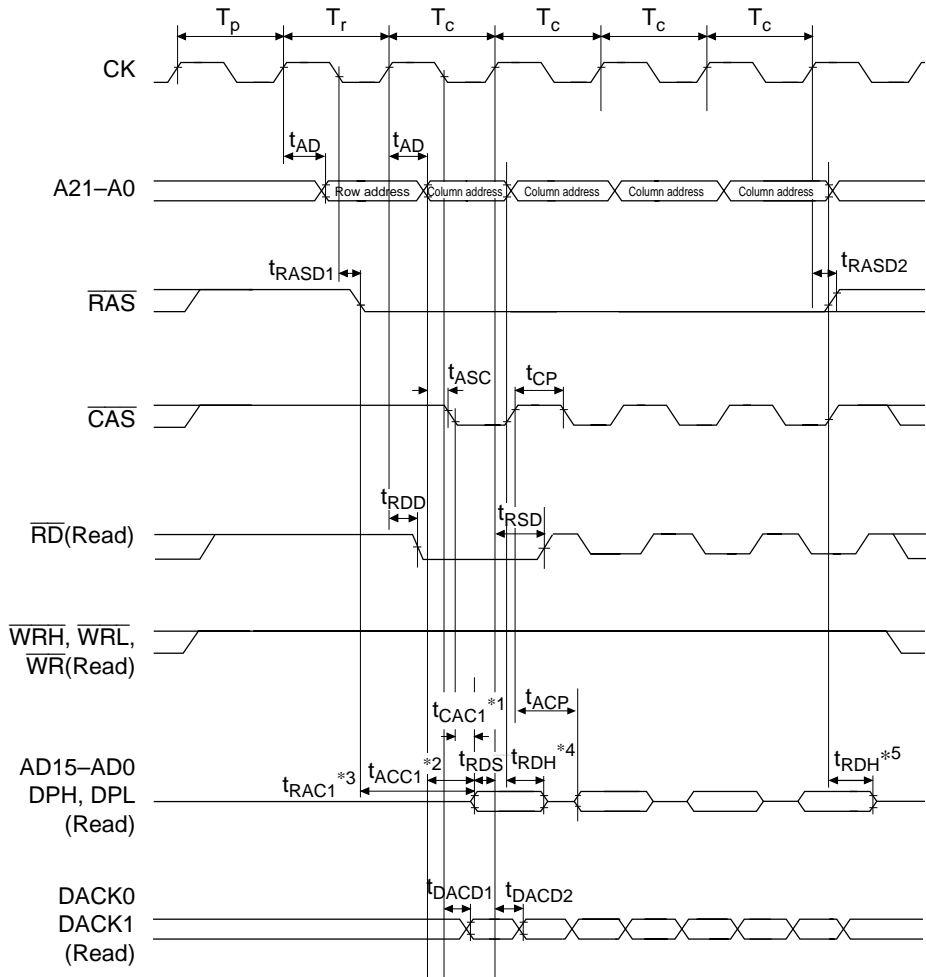 Tp Tr Tc Tc Tc Tc
CK
tAD tAD
A21–A0 Row address Column address Column address Column address Column address
tRASD1 tRASD2
RAS
tASC tCP
CAS
tRDD tRSD
RD(Read)
WRH, WRL,
WR(Read)
tCAC1*1 tACP
AD15–AD0
DPH, DPL
(Read)
tRAC1*3 tACC1*2 tRDS tRDH*4 tRDH*5
DACK0
DACK1
(Read)
tDACD1 tDACD2